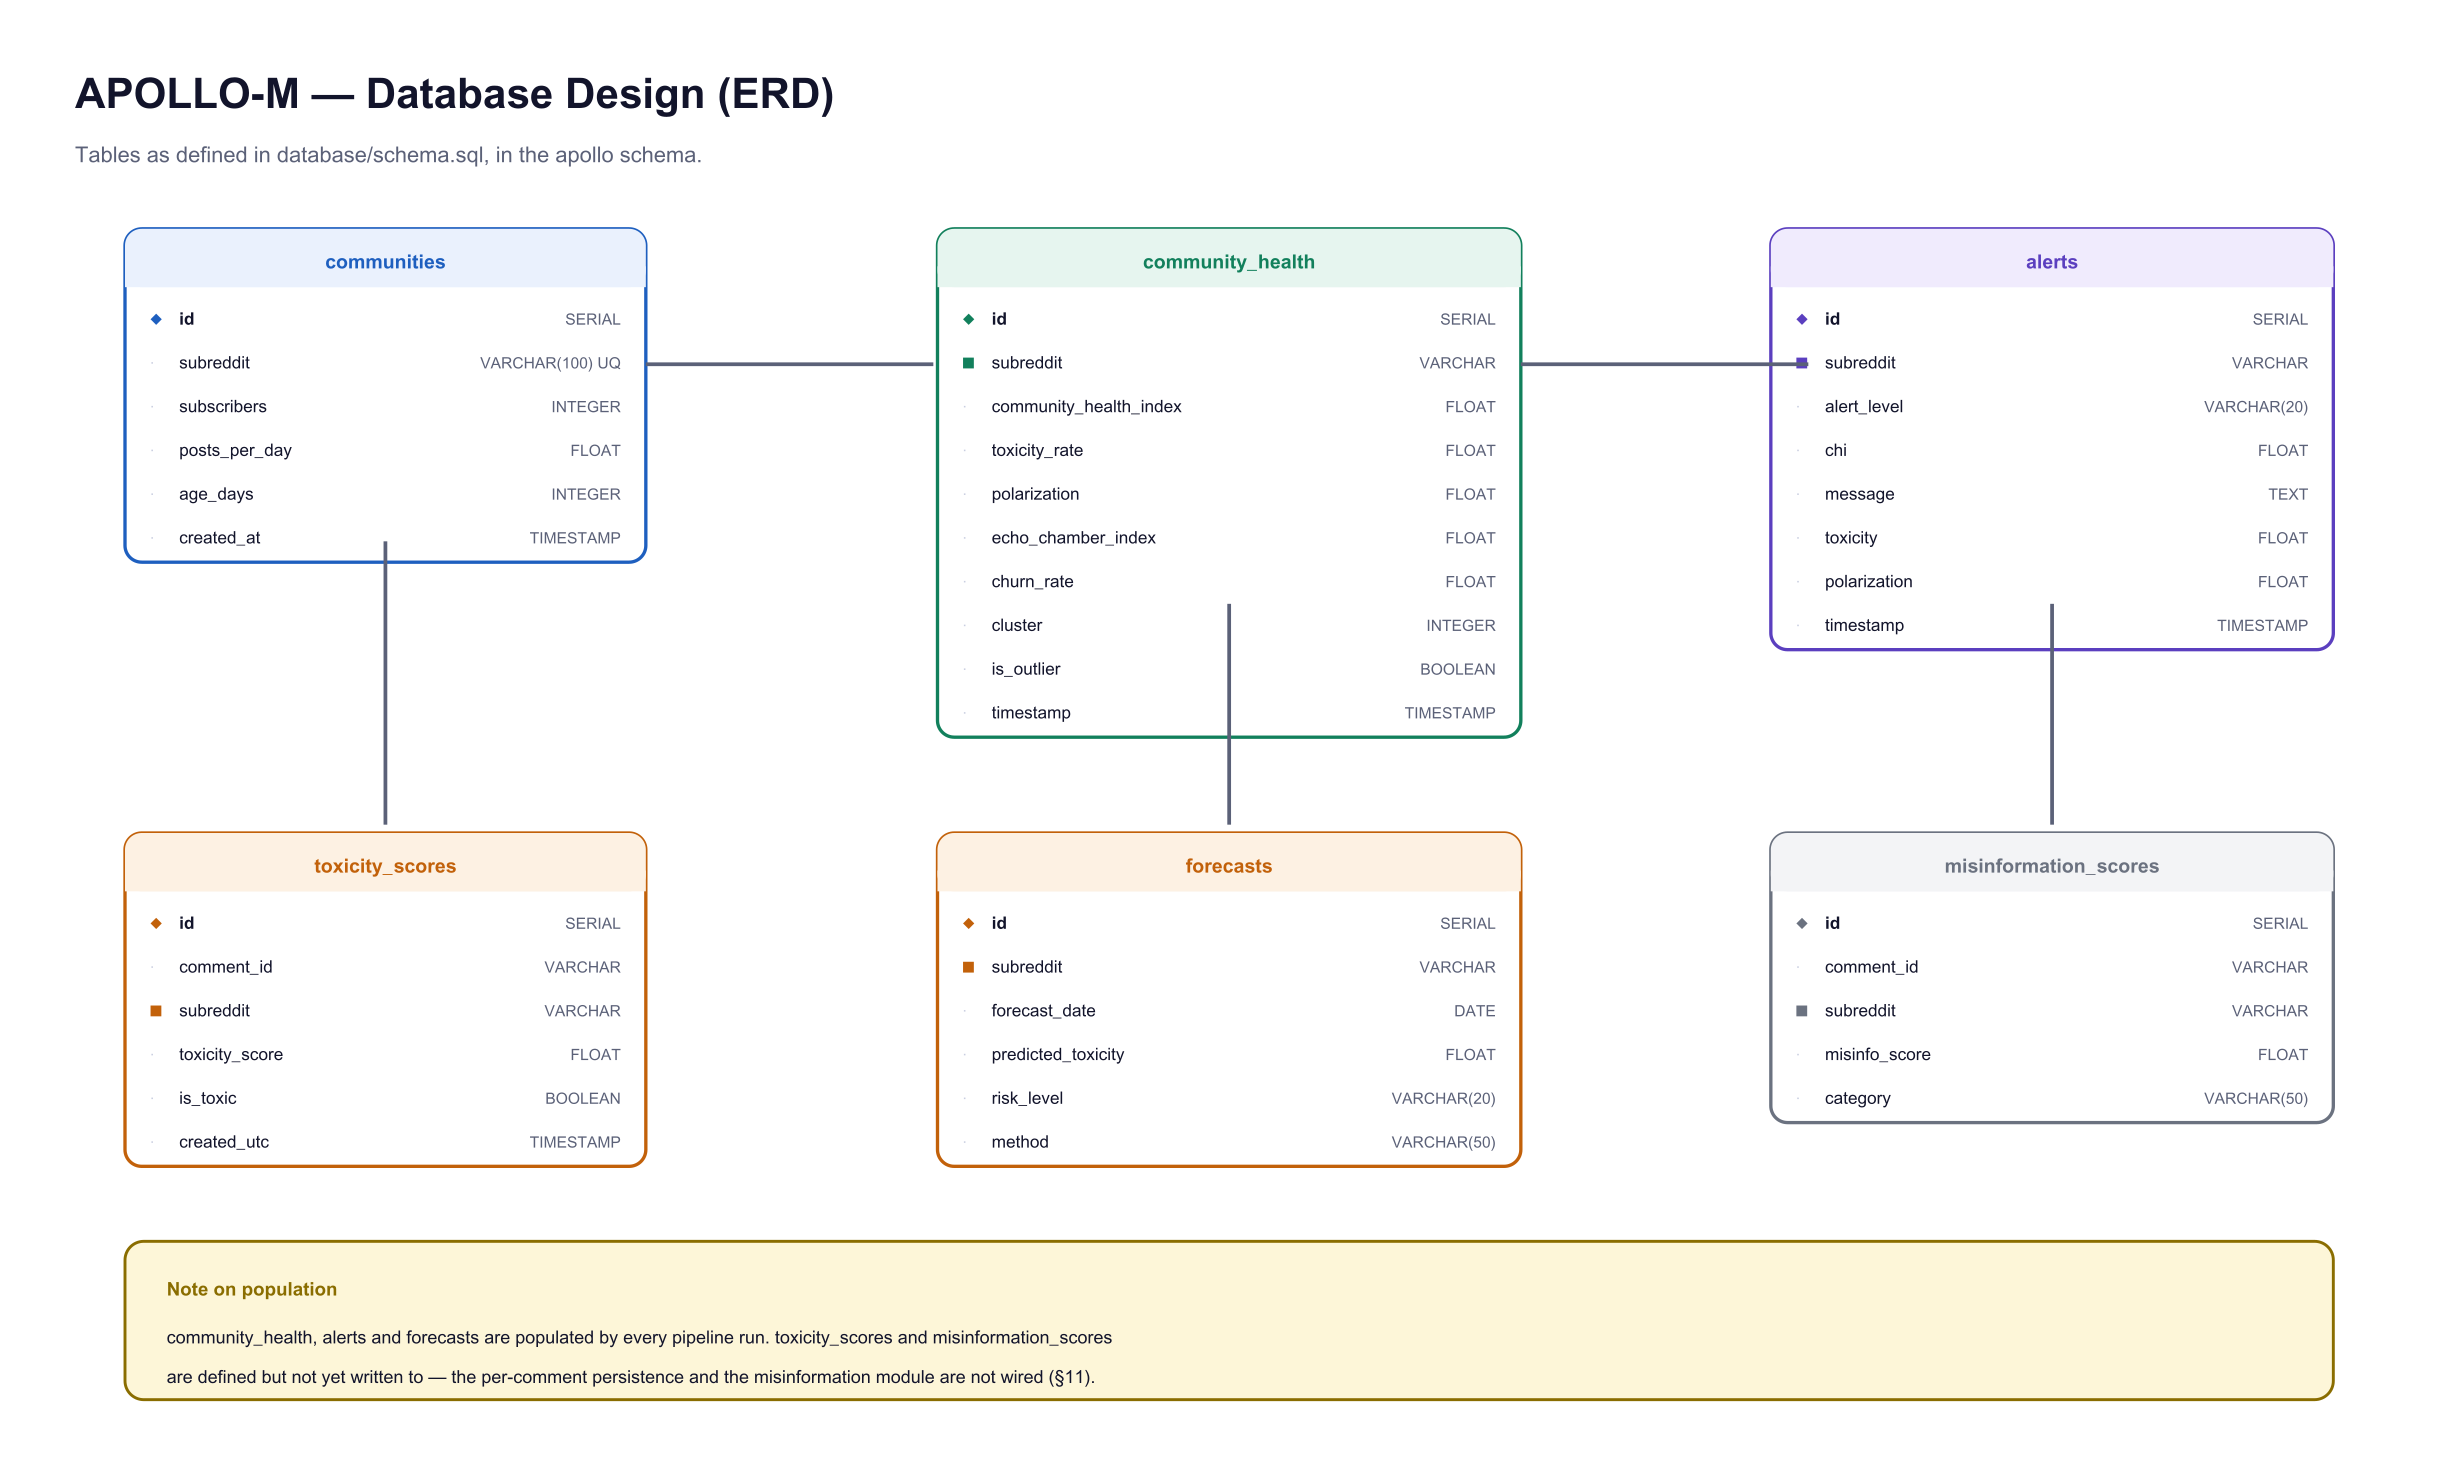 APOLLO-M — Database Design (ERD)
Tables as defined in database/schema.sql, in the apollo schema.
communities
id SERIAL
subreddit VARCHAR(100) UQ
subscribers INTEGER
posts_per_day FLOAT
age_days INTEGER
created_at TIMESTAMP
community_health
id SERIAL
subreddit VARCHAR
community_health_index FLOAT
toxicity_rate FLOAT
polarization FLOAT
echo_chamber_index FLOAT
churn_rate FLOAT
cluster INTEGER
is_outlier BOOLEAN
timestamp TIMESTAMP
alerts
id SERIAL
subreddit VARCHAR
alert_level VARCHAR(20)
chi FLOAT
message TEXT
toxicity FLOAT
polarization FLOAT
timestamp TIMESTAMP
toxicity_scores
id SERIAL
comment_id VARCHAR
subreddit VARCHAR
toxicity_score FLOAT
is_toxic BOOLEAN
created_utc TIMESTAMP
forecasts
id SERIAL
subreddit VARCHAR
forecast_date DATE
predicted_toxicity FLOAT
risk_level VARCHAR(20)
method VARCHAR(50)
misinformation_scores
id SERIAL
comment_id VARCHAR
subreddit VARCHAR
misinfo_score FLOAT
category VARCHAR(50)
Note on population
community_health, alerts and forecasts are populated by every pipeline run. toxicity_scores and misinformation_scores
are defined but not yet written to — the per-comment persistence and the misinformation module are not wired (§11).